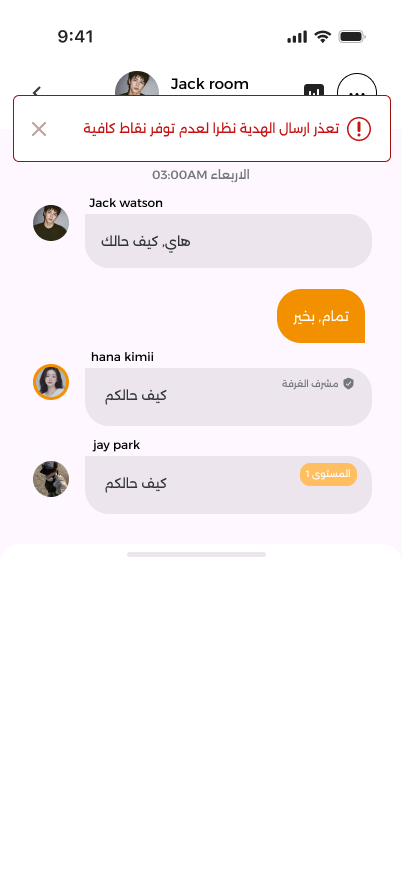 9:41
Jack room
تعذر ارسال الهدية نظرا لعدم توفر نقاط كافية
الاربعاء 03:00AM
Jack watson
هاي, كيف حالك
تمام, بخير
hana kimii
مشرف الغرفة
كيف حالكم
jay park
المستوى 1
كيف حالكم